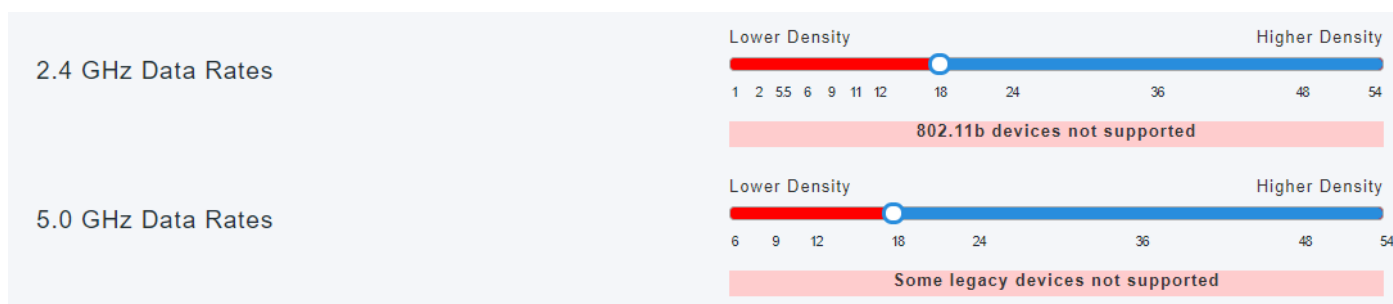 Lower Density Higher Density
2.4 GHz Data Rates
1 2 5.5 6 9 11 12 18 24 36 48 54
802.11b devices not supported
Lower Density Higher Density
5.0 GHz Data Rates
6 9 12 18 24 36 48 54
Some legacy devices not supported